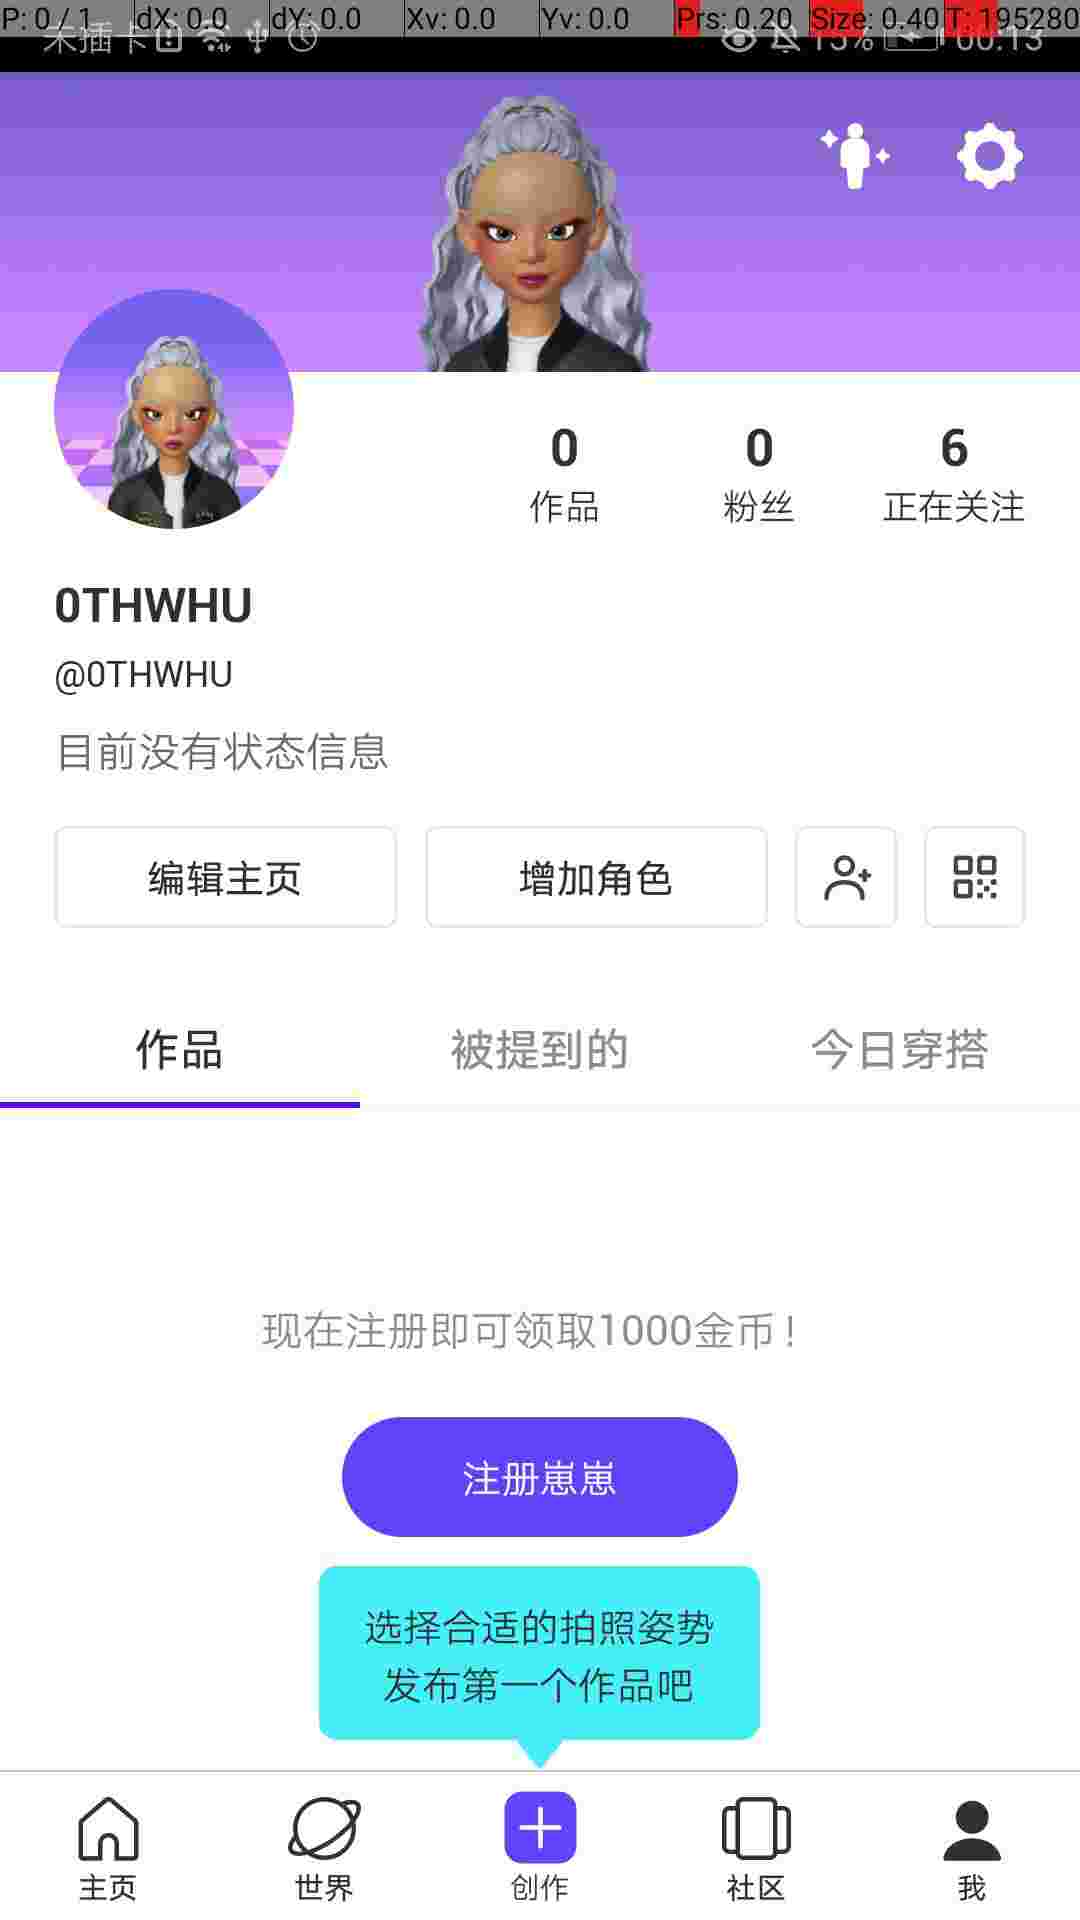 P: 0 / 1 dX: 0.0 dY: 0.0 Xv: 0.0 Yv: 0.0 Prs: 0.20 Size: 0.40 T: 195280
未插卡 15% 00:13
0 0 6
作品 粉丝 正在关注
0THWHU
@0THWHU
目前没有状态信息
编辑主页 增加角色
作品 被提到的 今日穿搭
现在注册即可领取1000金币！
注册崽崽
选择合适的拍照姿势
发布第一个作品吧
主页 世界 创作 社区 我